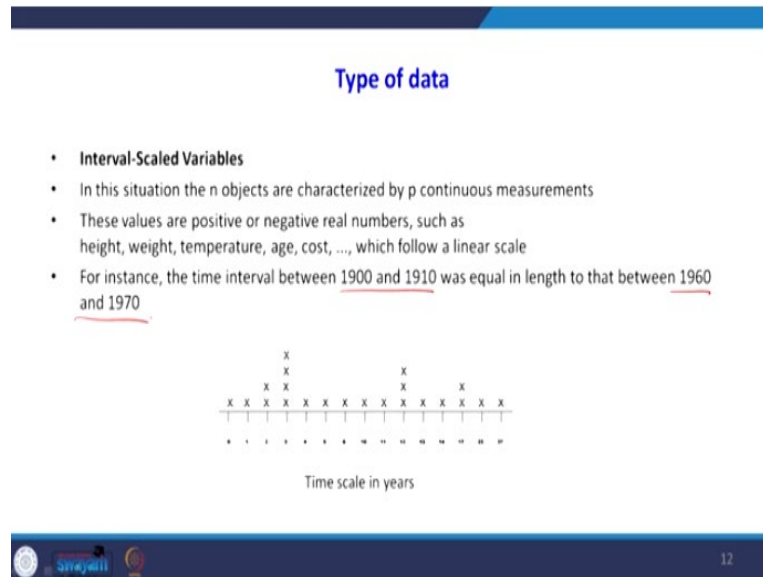 Type of data
• Interval-Scaled Variables
• In this situation the n objects are characterized by p continuous measurements
• These values are positive or negative real numbers, such as
height, weight, temperature, age, cost, ..., which follow a linear scale
• For instance, the time interval between 1900 and 1910 was equal in length to that between 1960
and 1970
x
x x
x x x x
x x x x x x x x x x x x x x x
Time scale in years
swayam
12